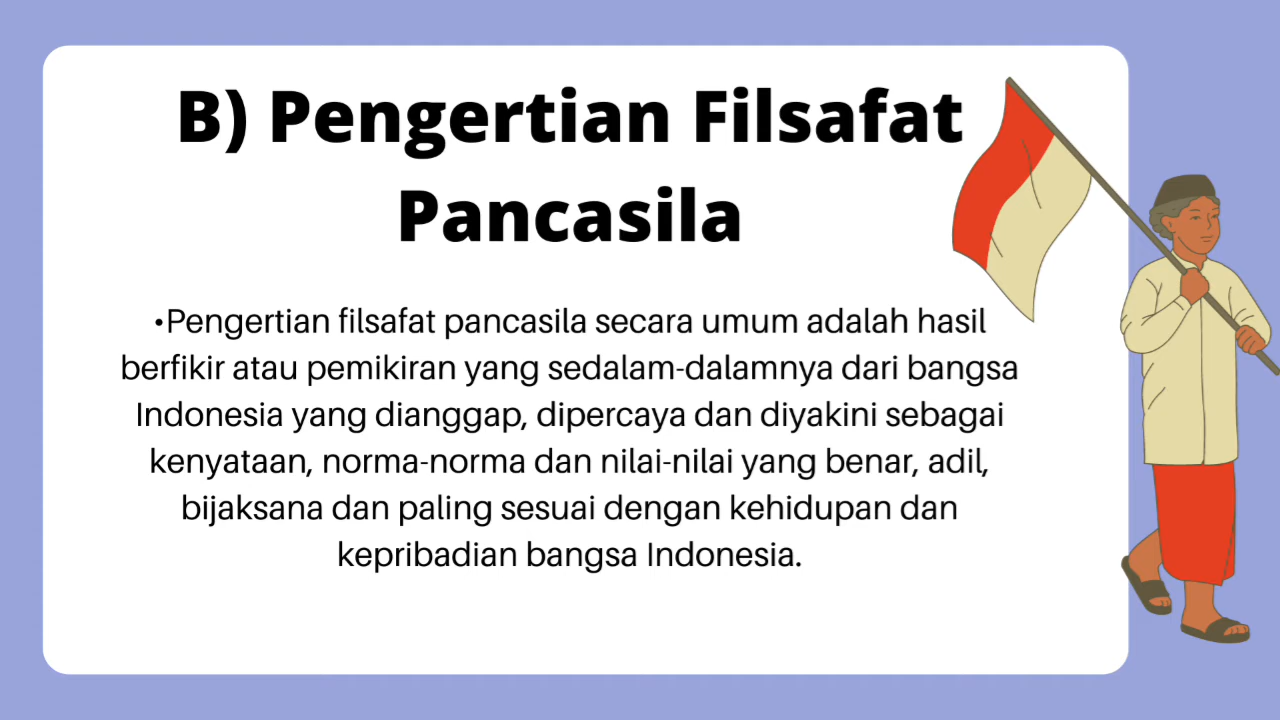 B) Pengertian Filsafat
Pancasila
•Pengertian filsafat pancasila secara umum adalah hasil
berfikir atau pemikiran yang sedalam-dalamnya dari bangsa
Indonesia yang dianggap, dipercaya dan diyakini sebagai
kenyataan, norma-norma dan nilai-nilai yang benar, adil,
bijaksana dan paling sesuai dengan kehidupan dan
kepribadian bangsa Indonesia.